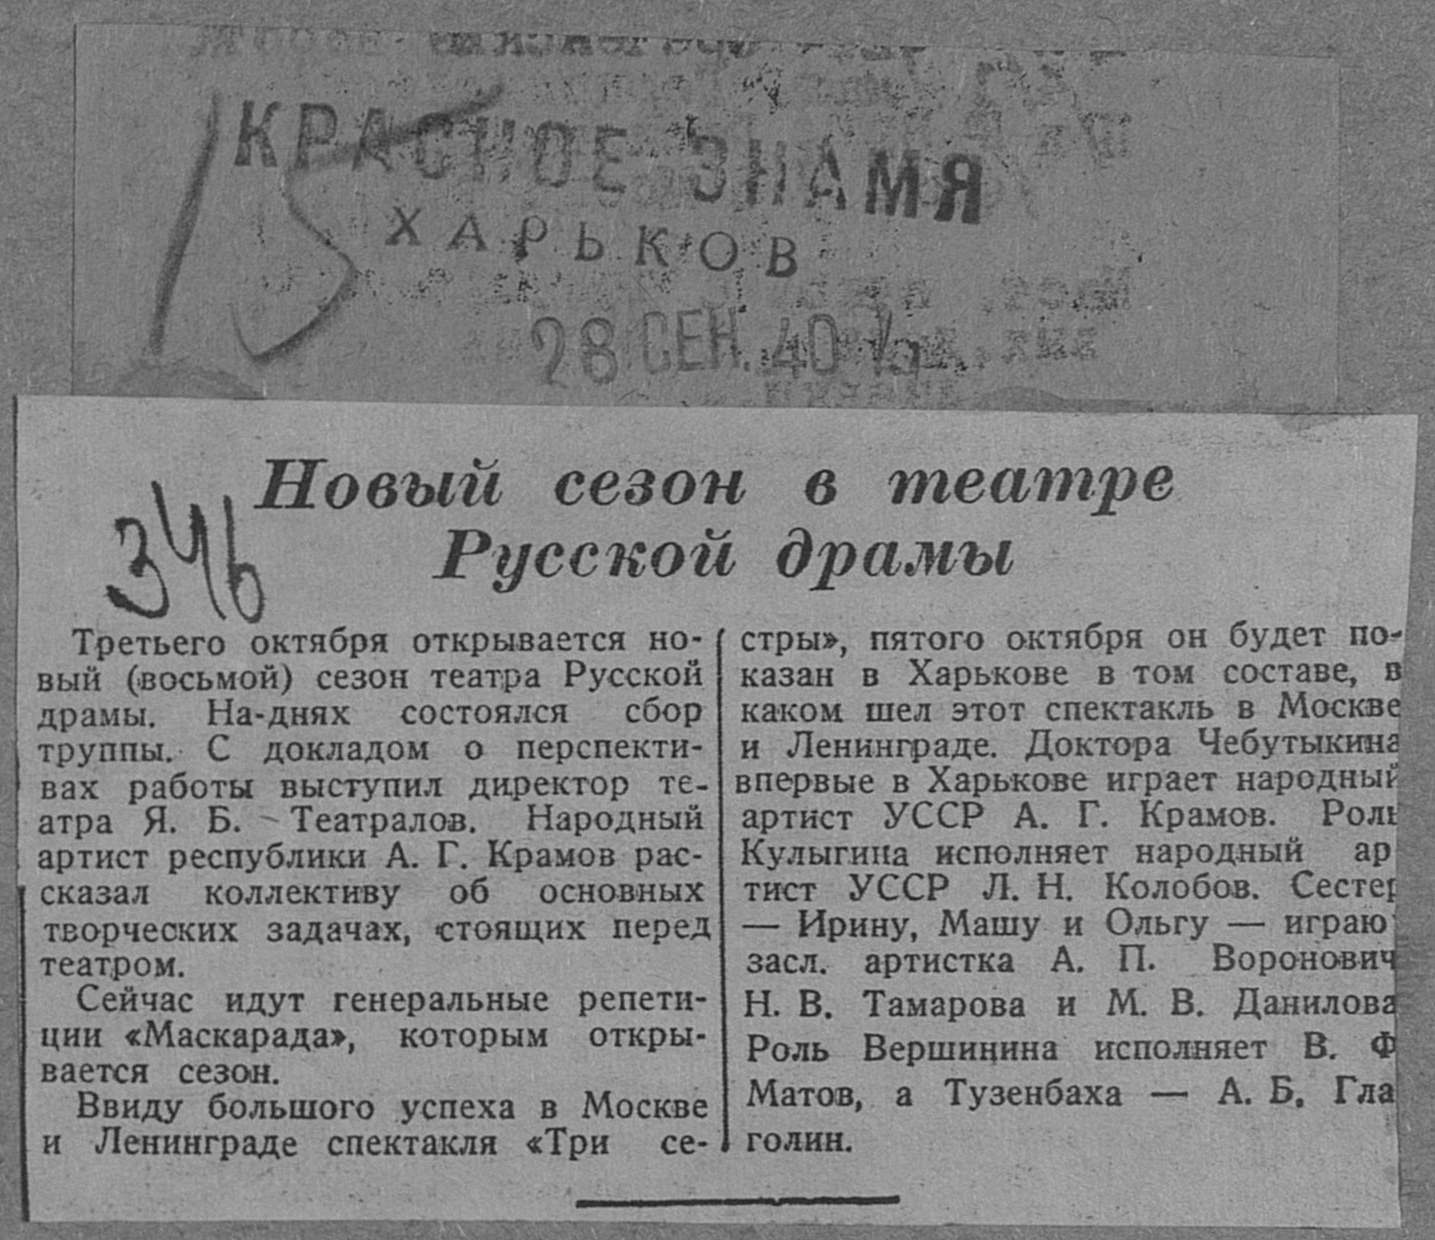 КРАСНОЕ ЗНАМЯ
ХАРЬКОВ
28 СЕН. 40
15
346
Новый сезон в театре
Русской драмы
Третьего октября открывается но-
вый (восьмой) сезон театра Русской
драмы. На-днях состоялся сбор
труппы. С докладом о перспекти-
вах работы выступил директор те-
атра Я. Б. Театралов. Народный
артист республики А. Г. Крамов рас-
сказал коллективу об основных
творческих задачах, стоящих перед
театром.
Сейчас идут генеральные репети-
ции «Маскарада», которым откры-
вается сезон.
Ввиду большого успеха в Москве
и Ленинграде спектакля «Три се-
стры», пятого октября он будет по-
казан в Харькове в том составе, в
каком шел этот спектакль в Москве
и Ленинграде. Доктора Чебутыкина
впервые в Харькове играет народный
артист УССР А. Г. Крамов. Роль
Кулыгина исполняет народный ар
тист УССР Л. Н. Колобов. Сестер
— Ирину, Машу и Ольгу — играю
засл. артистка А. П. Воронович
Н. В. Тамарова и М. В. Данилова
Роль Вершинина исполняет В. Ф
Матов, а Тузенбаха — А. Б. Гла
голин.